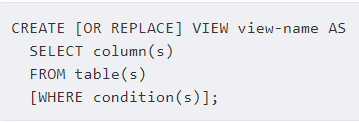 CREATE [OR REPLACE] VIEW view-name AS
SELECT column(s)
FROM table(s)
[WHERE condition(s)];